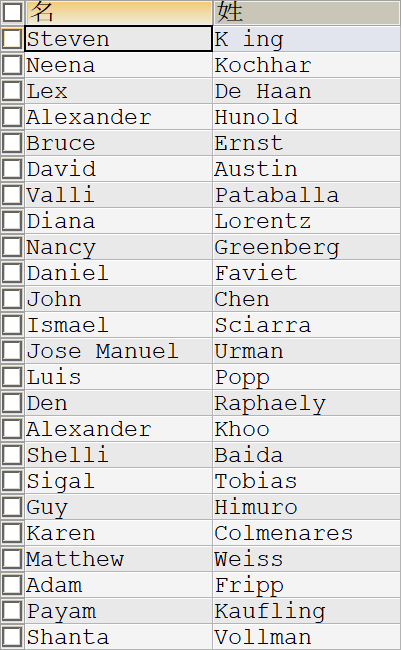 名 姓
Steven K ing
Neena Kochhar
Lex De Haan
Alexander Hunold
Bruce Ernst
David Austin
Valli Pataballa
Diana Lorentz
Nancy Greenberg
Daniel Faviet
John Chen
Ismael Sciarra
Jose Manuel Urman
Luis Popp
Den Raphaely
Alexander Khoo
Shelli Baida
Sigal Tobias
Guy Himuro
Karen Colmenares
Matthew Weiss
Adam Fripp
Payam Kaufling
Shanta Vollman